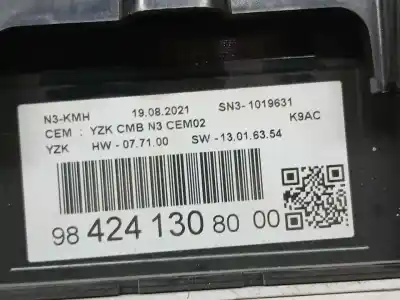 N3-KMH 19.08.2021 SN3-1019631
CEM : YZK CMB N3 CEM02 K9AC
YZK HW - 07.71.00 SW - 13.01.63.54
98 424 130 80 00